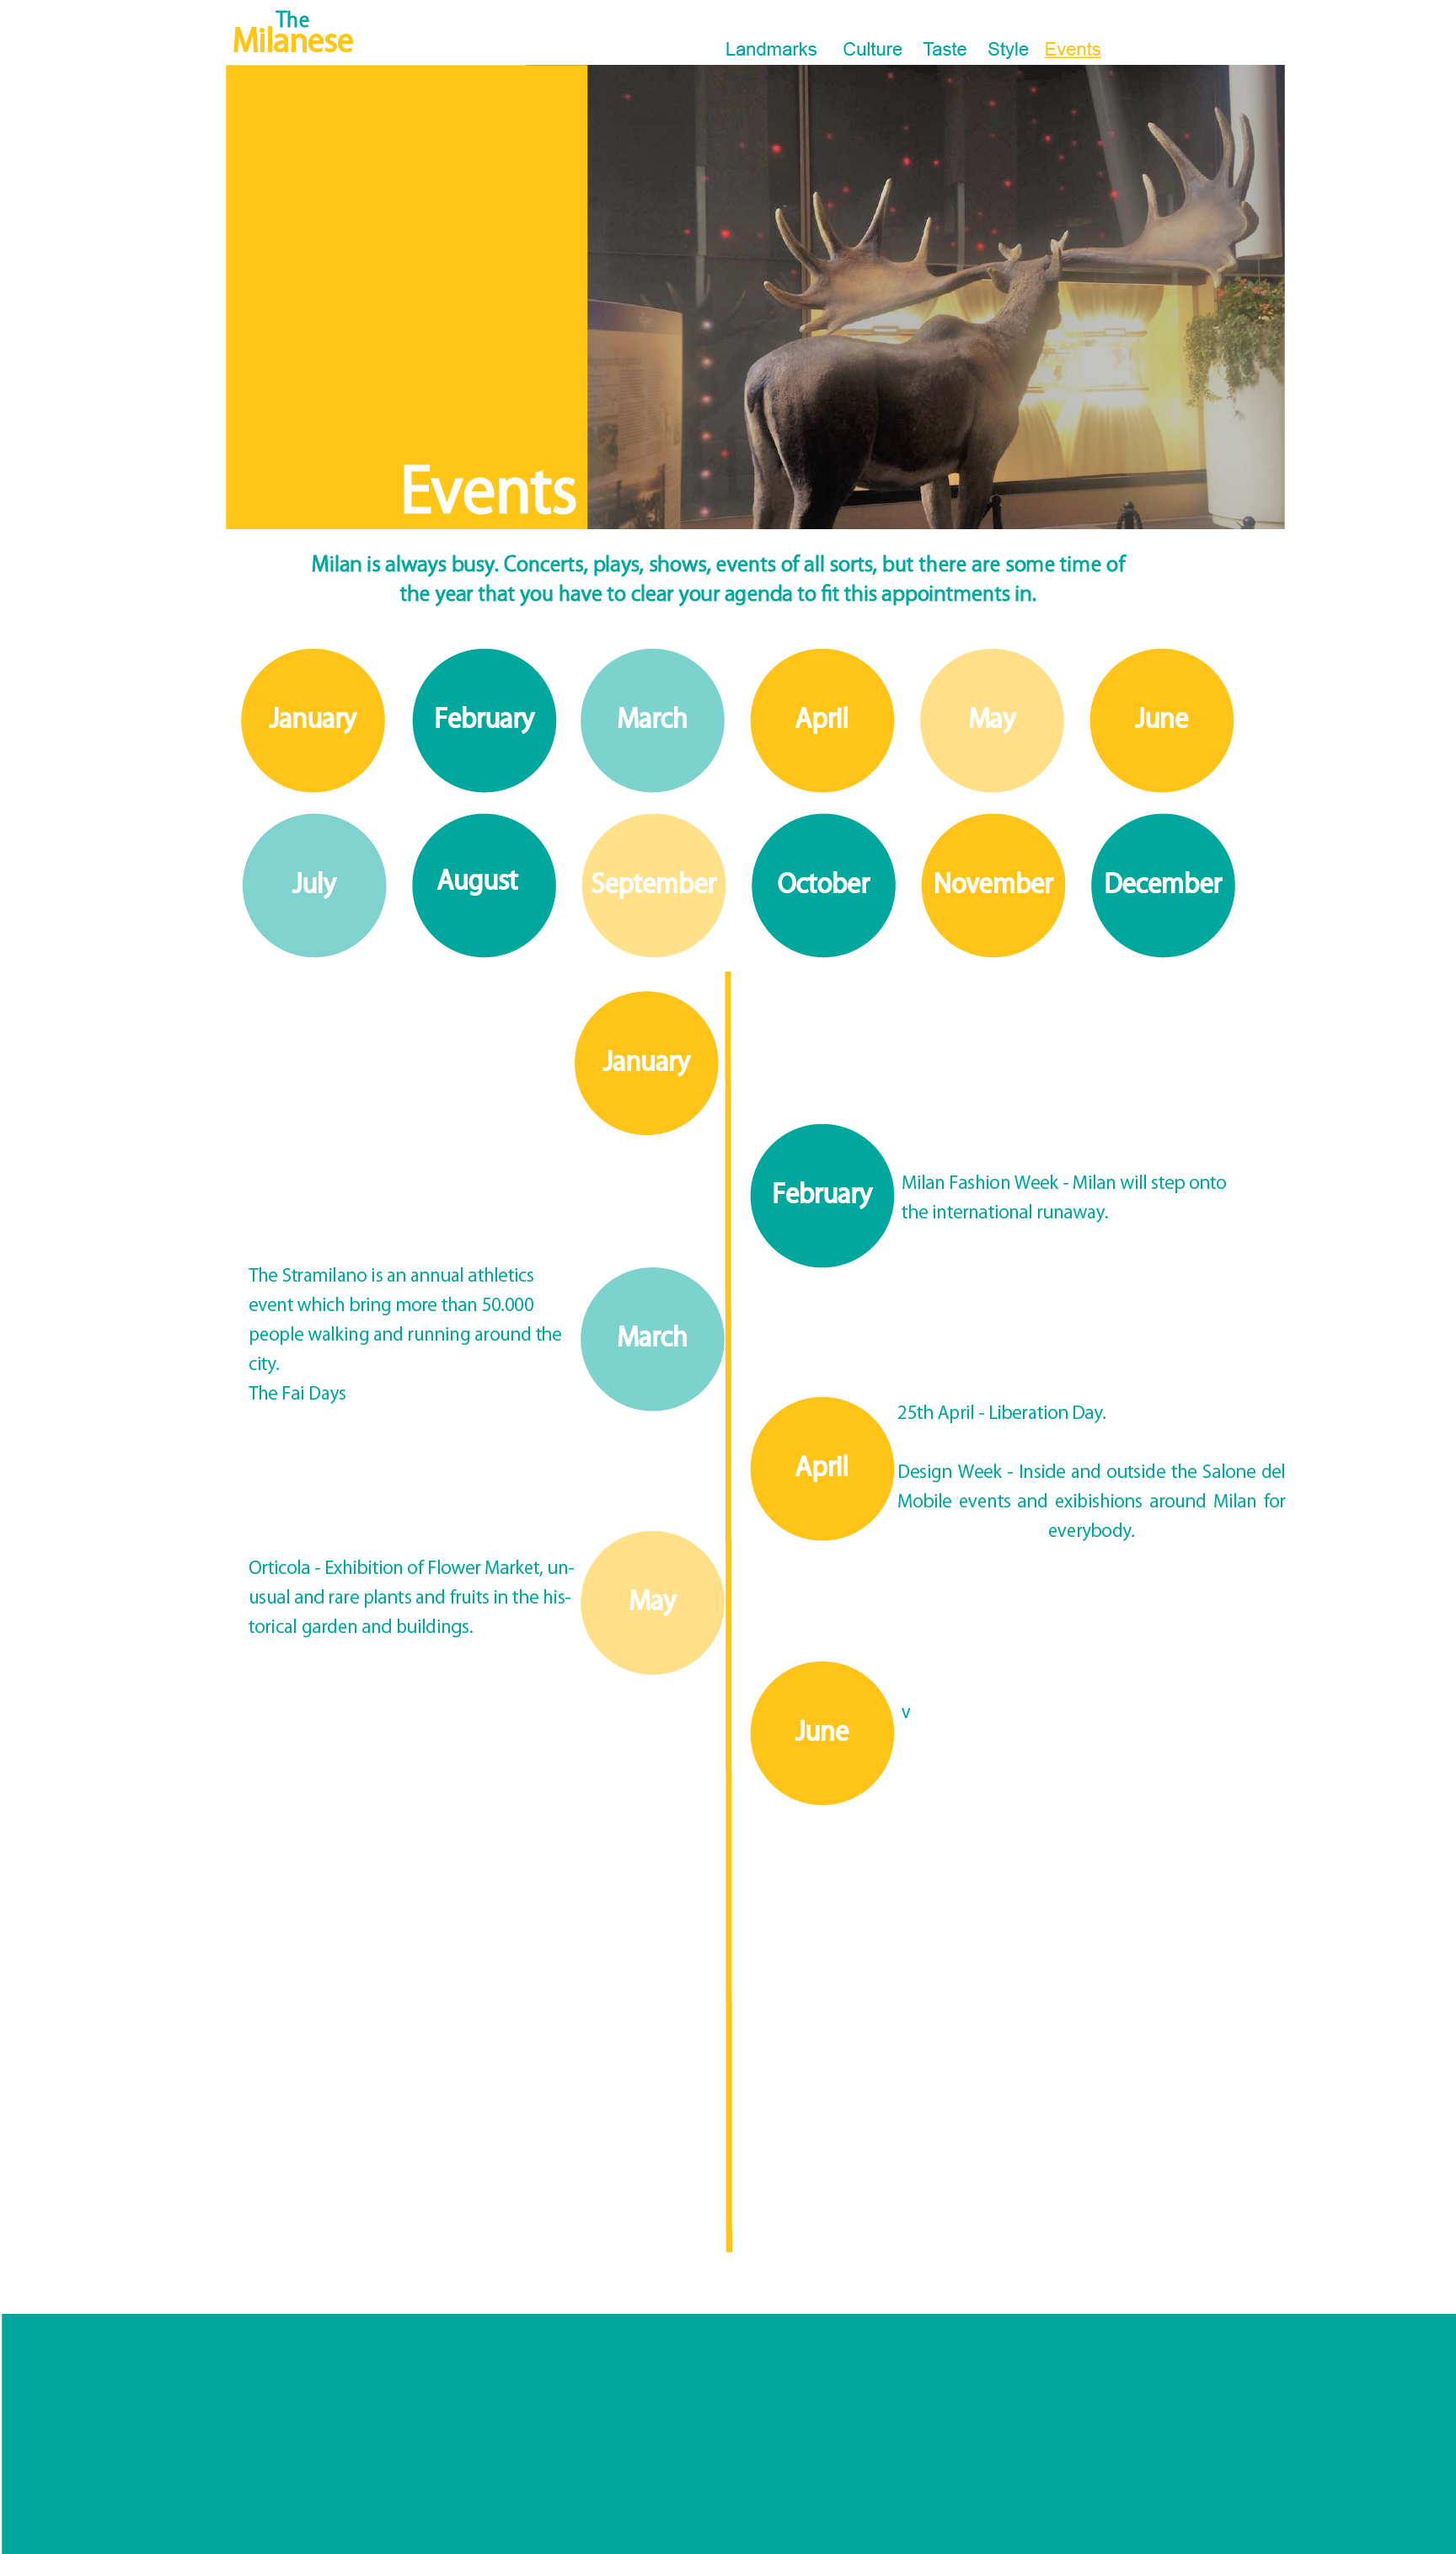 The
Milanese
Landmarks Culture Taste Style Events
Events
Milan is always busy. Concerts, plays, shows, events of all sorts, but there are some time of
the year that you have to clear your agenda to fit this appointments in.
January February March April May June
July August September October November December
January
February
Milan Fashion Week - Milan will step onto
the international runaway.
The Stramilano is an annual athletics
event which bring more than 50.000
people walking and running around the
city.
The Fai Days
March
25th April - Liberation Day.
April
Design Week - Inside and outside the Salone del
Mobile events and exibishions around Milan for
everybody.
Orticola - Exhibition of Flower Market, un-
usual and rare plants and fruits in the his-
torical garden and buildings.
May
June
v